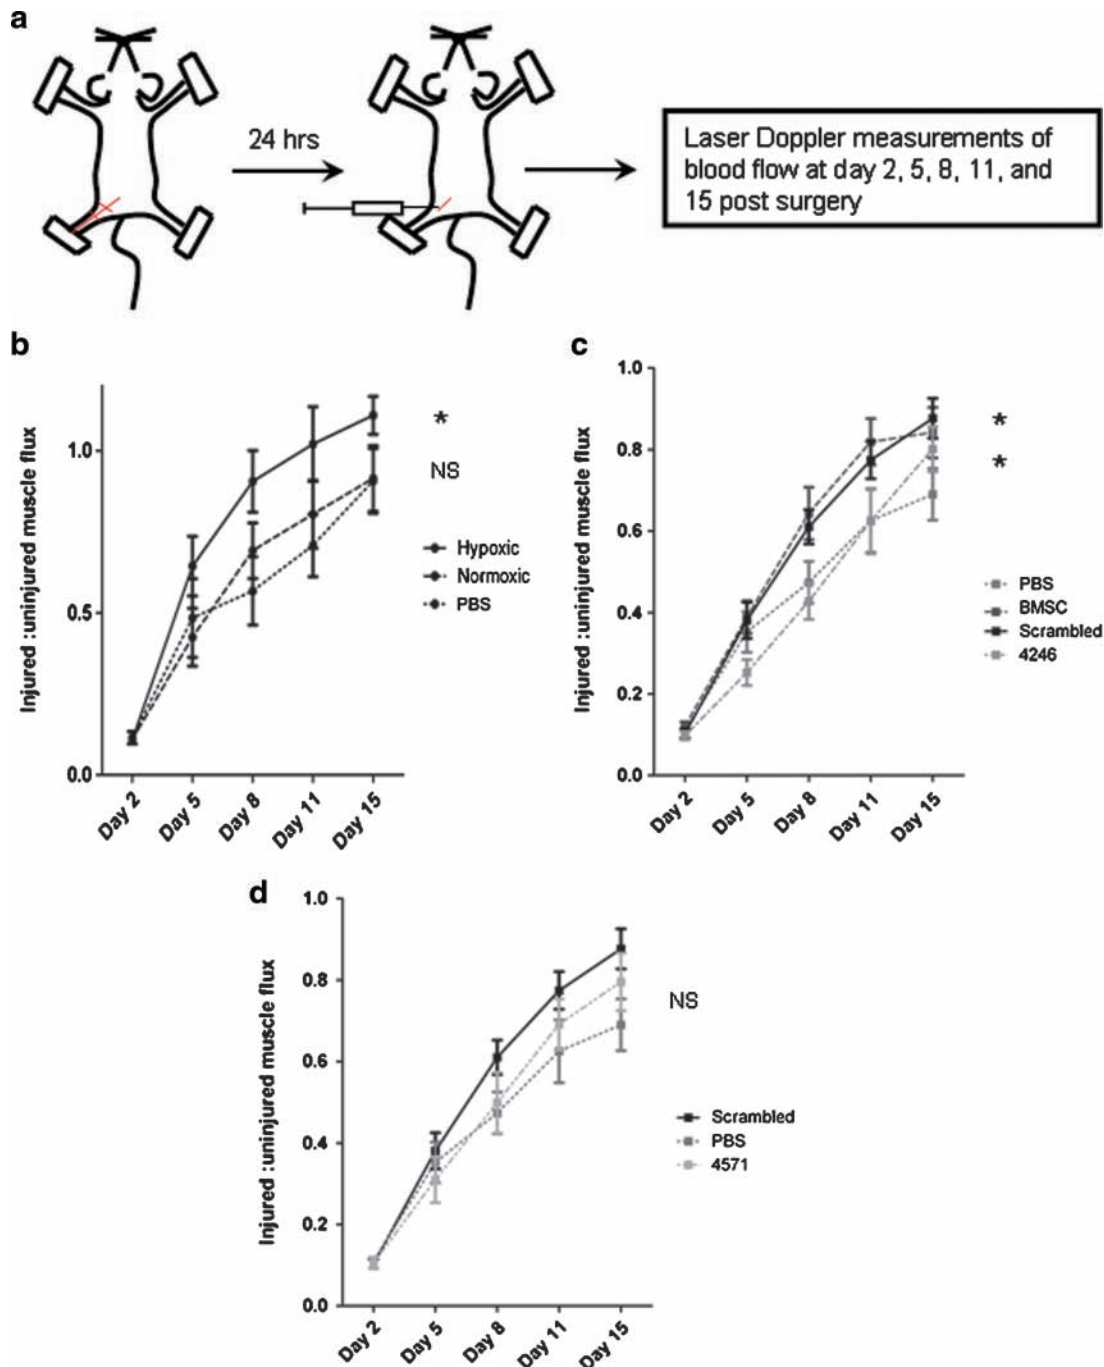 a
24 hrs
Laser Doppler measurements of
blood flow at day 2, 5, 8, 11, and
15 post surgery
b
Injured :uninjured muscle flux
1.0
0.5
0.0
Day 2
Day 5
Day 8
Day 11
Day 15
*
NS
Hypoxic
Normoxic
PBS
c
Injured :uninjured muscle flux
1.0
0.8
0.6
0.4
0.2
0.0
Day 2
Day 5
Day 8
Day 11
Day 15
*
*
PBS
BMSC
Scrambled
4246
d
Injured :uninjured muscle flux
1.0
0.8
0.6
0.4
0.2
0.0
Day 2
Day 5
Day 8
Day 11
Day 15
NS
Scrambled
PBS
4571